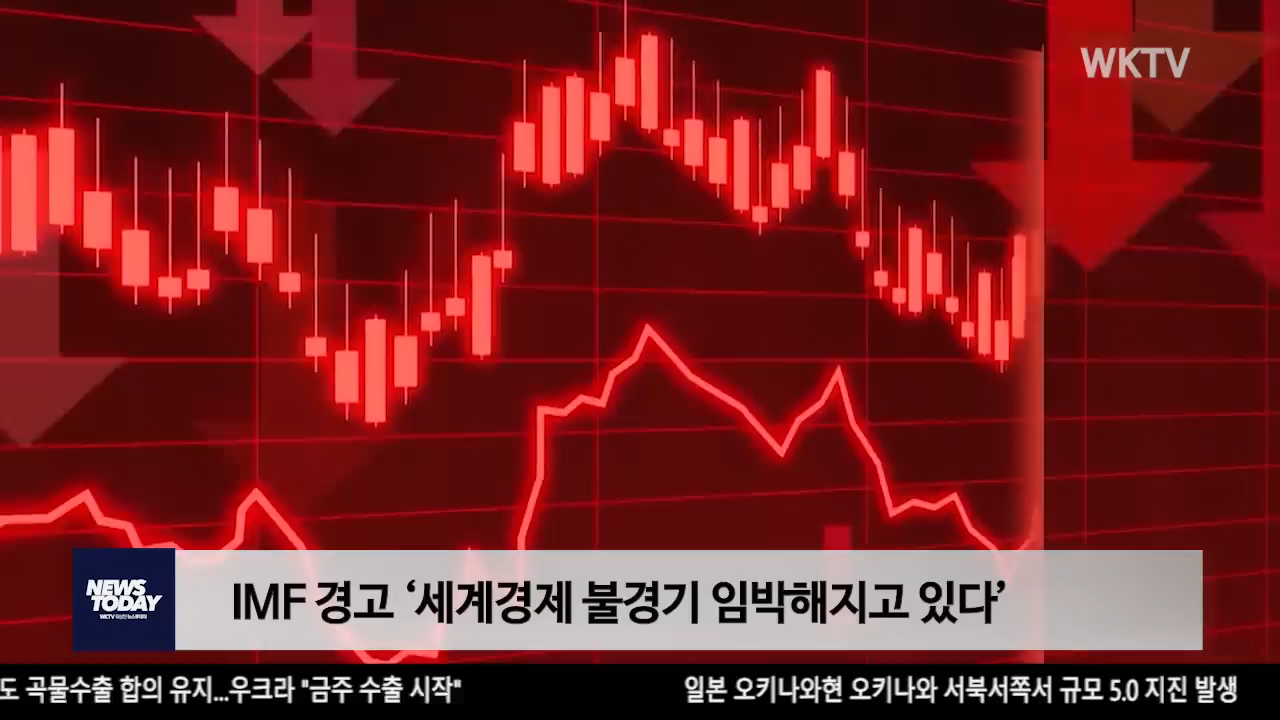 WKTV
NEWS
TODAY
IMF 경고 ‘세계경제 불경기 임박해지고 있다’
도 곡물수출 합의 유지...우크라 "금주 수출 시작"
일본 오키나와현 오키나와 서북서쪽서 규모 5.0 지진 발생